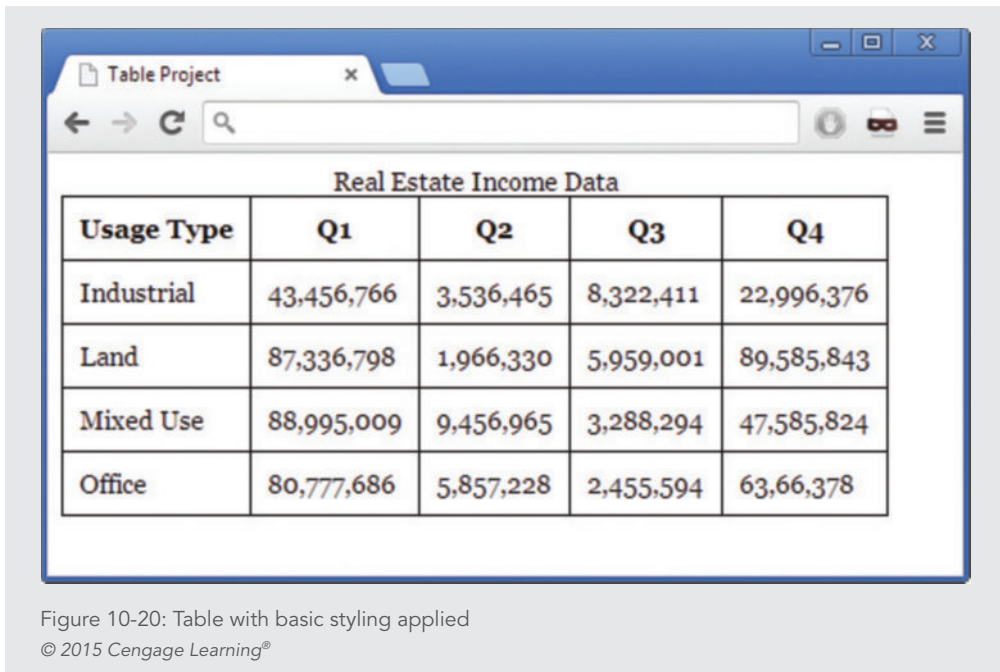 Table Project
Real Estate Income Data
Usage Type Q1 Q2 Q3 Q4
Industrial 43,456,766 3,536,465 8,322,411 22,996,376
Land 87,336,798 1,966,330 5,959,001 89,585,843
Mixed Use 88,995,009 9,456,965 3,288,294 47,585,824
Office 80,777,686 5,857,228 2,455,594 63,66,378
Figure 10-20: Table with basic styling applied
© 2015 Cengage Learning®